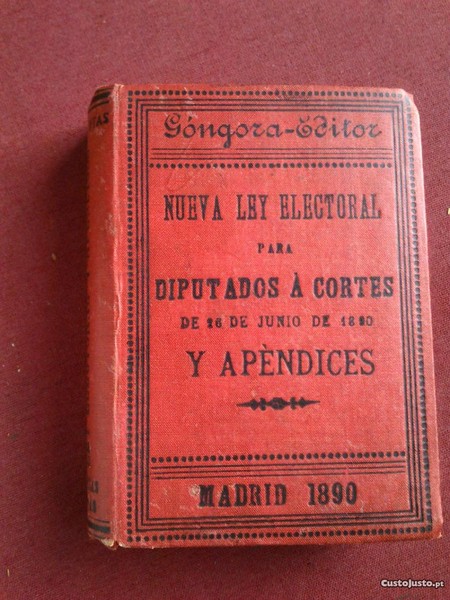 Góngora-Editor
NUEVA LEY ELECTORAL
PARA
DIPUTADOS À CORTES
DE 26 DE JUNIO DE 1890
Y APÈNDICES
MADRID 1890
CustoJusto.pt